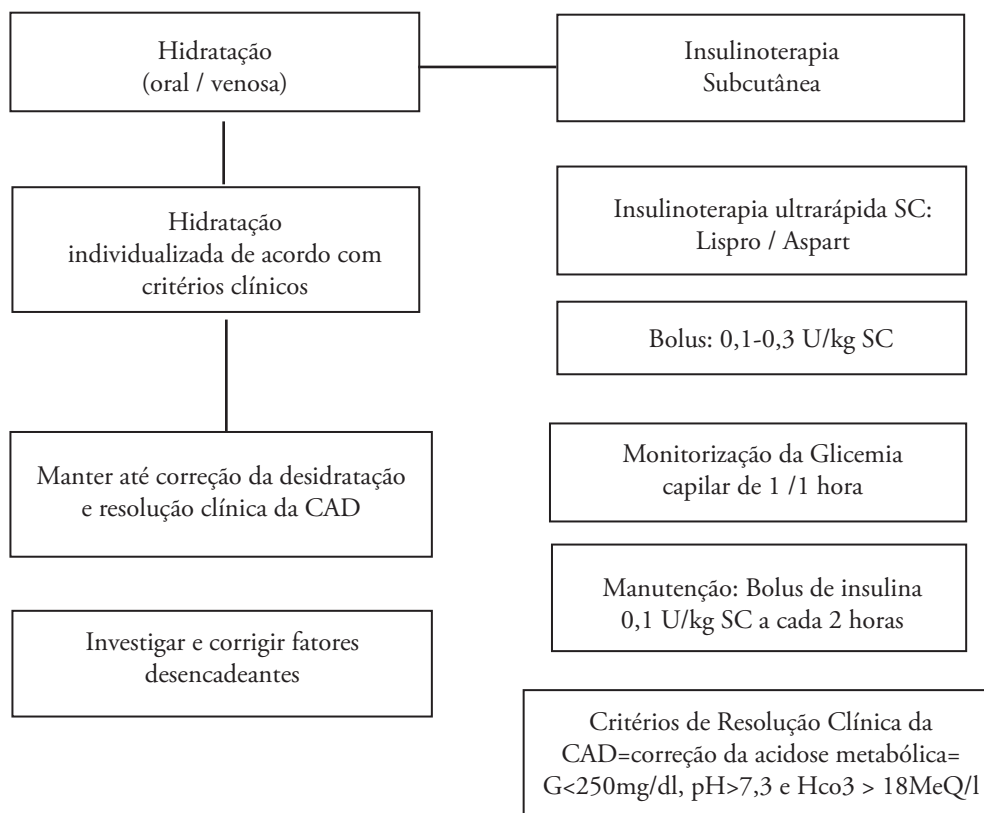 Hidratação
(oral / venosa)
Insulinoterapia
Subcutânea
Hidratação
individualizada de acordo com
critérios clínicos
Insulinoterapia ultrarápida SC:
Lispro / Aspart
Bolus: 0,1-0,3 U/kg SC
Manter até correção da desidratação
e resolução clínica da CAD
Monitorização da Glicemia
capilar de 1 /1 hora
Manutenção: Bolus de insulina
0,1 U/kg SC a cada 2 horas
Investigar e corrigir fatores
desencadeantes
Critérios de Resolução Clínica da
CAD=correção da acidose metabólica=
G<250mg/dl, pH>7,3 e Hco3 > 18MeQ/l